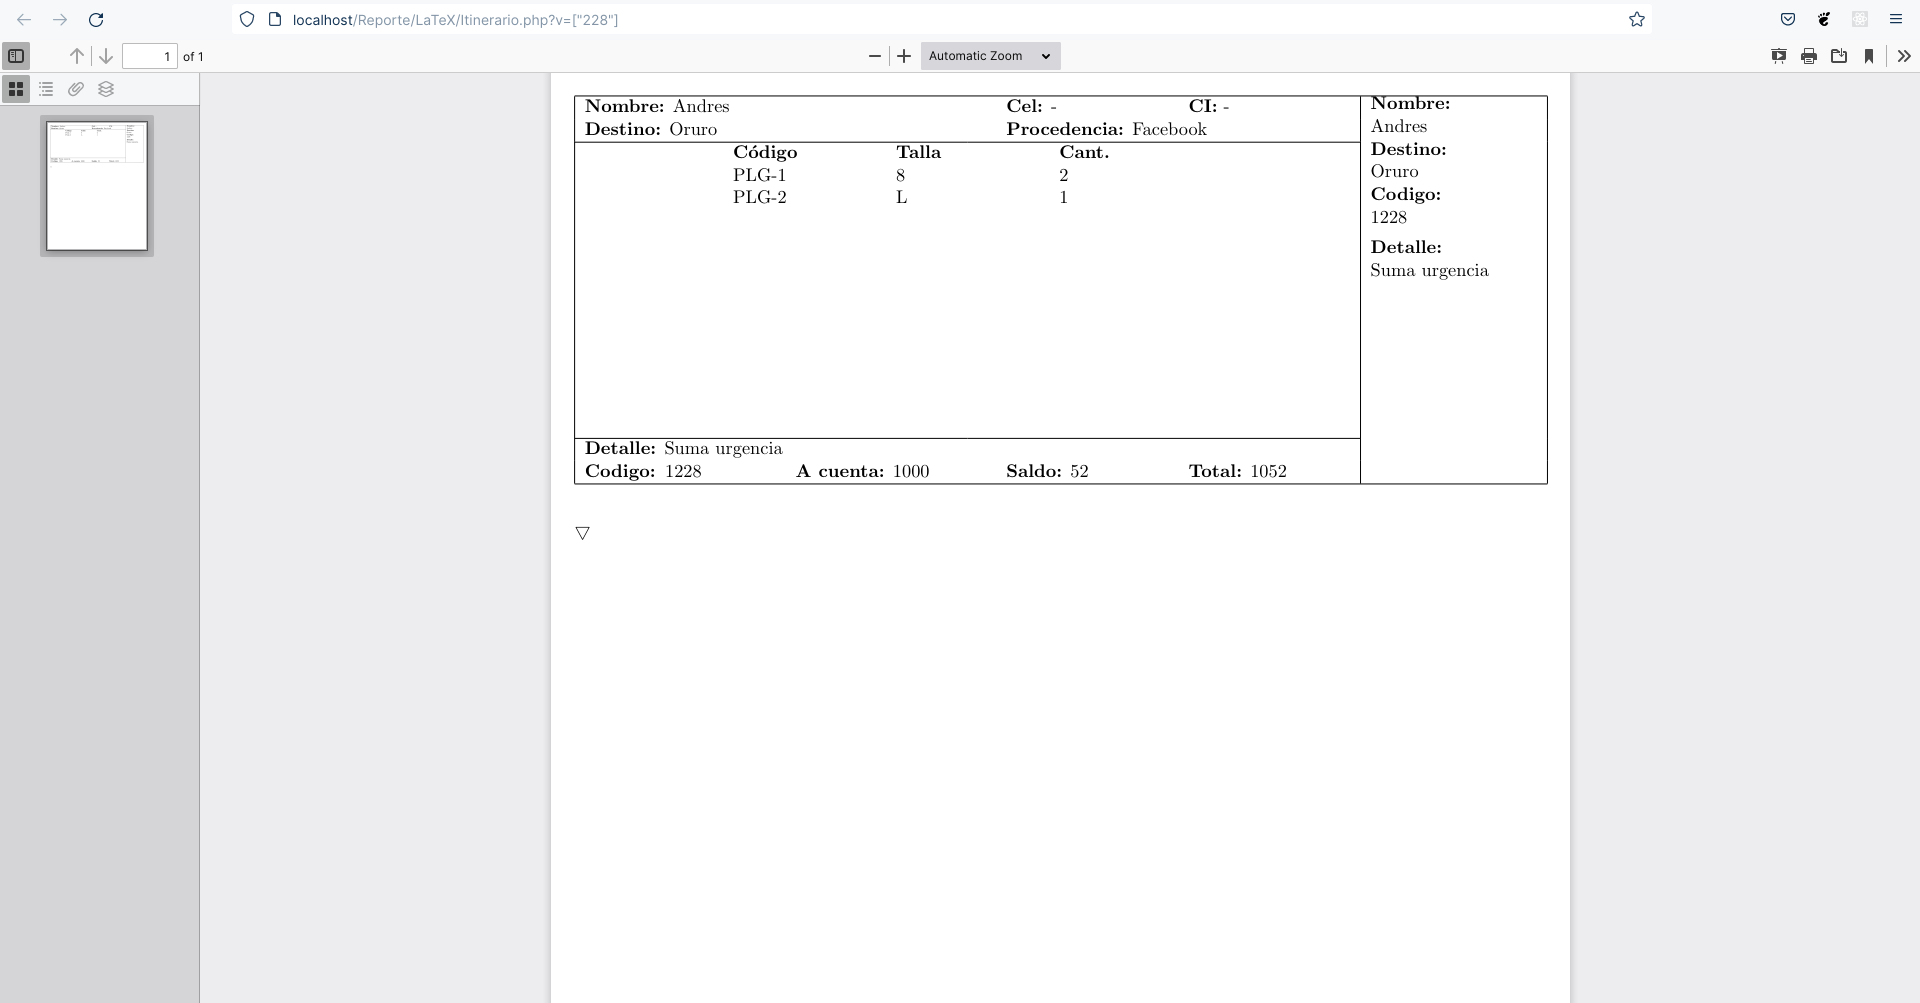 localhost/Reporte/LaTeX/Itinerario.php?v=["228"]
1 of 1
Automatic Zoom
Nombre: Andres Cel: - CI: -
Destino: Oruro Procedencia: Facebook
Código Talla Cant.
PLG-1 8 2
PLG-2 L 1
Detalle: Suma urgencia
Codigo: 1228 A cuenta: 1000 Saldo: 52 Total: 1052
Nombre:
Andres
Destino:
Oruro
Codigo:
1228
Detalle:
Suma urgencia